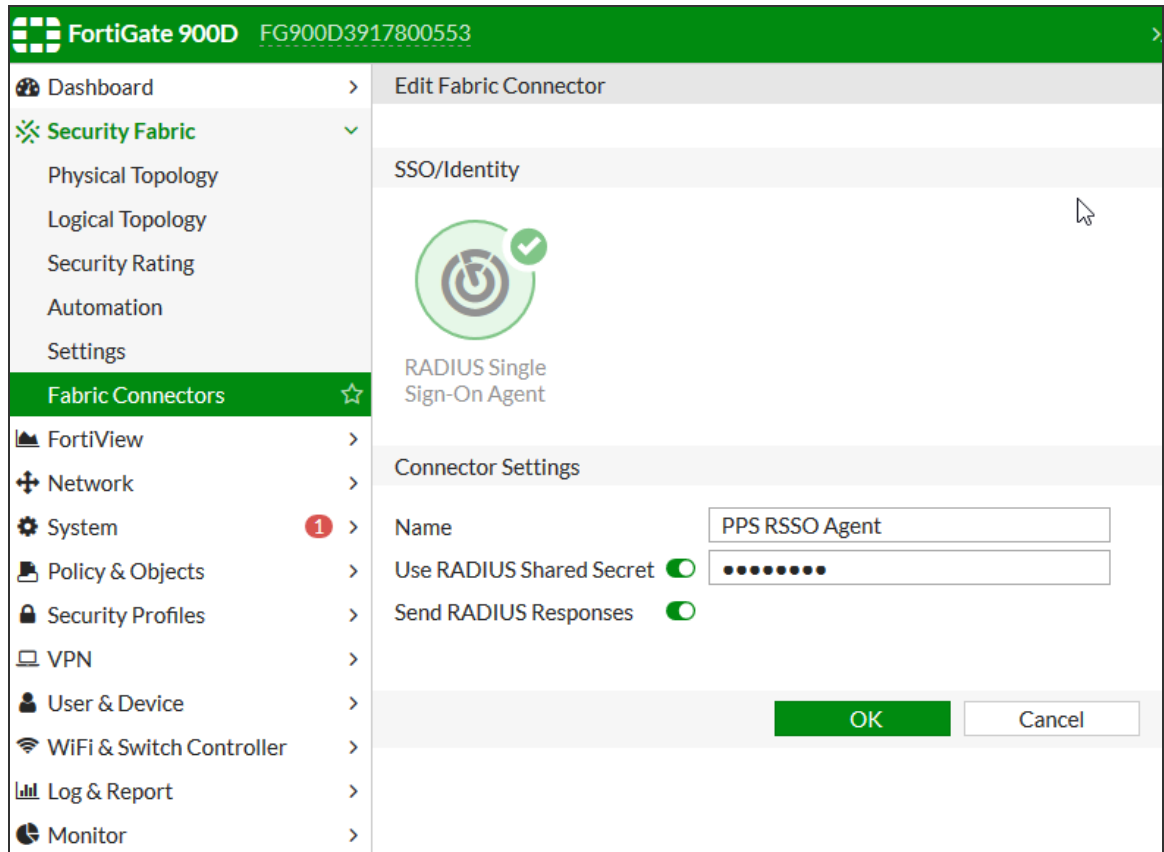 FortiGate 900D FG900D3917800553
Dashboard
Security Fabric
Physical Topology
Logical Topology
Security Rating
Automation
Settings
Fabric Connectors
FortiView
Network
System 1
Policy & Objects
Security Profiles
VPN
User & Device
WiFi & Switch Controller
Log & Report
Monitor
Edit Fabric Connector
SSO/Identity
RADIUS Single
Sign-On Agent
Connector Settings
Name PPS RSSO Agent
Use RADIUS Shared Secret ●●●●●●●●
Send RADIUS Responses
OK Cancel